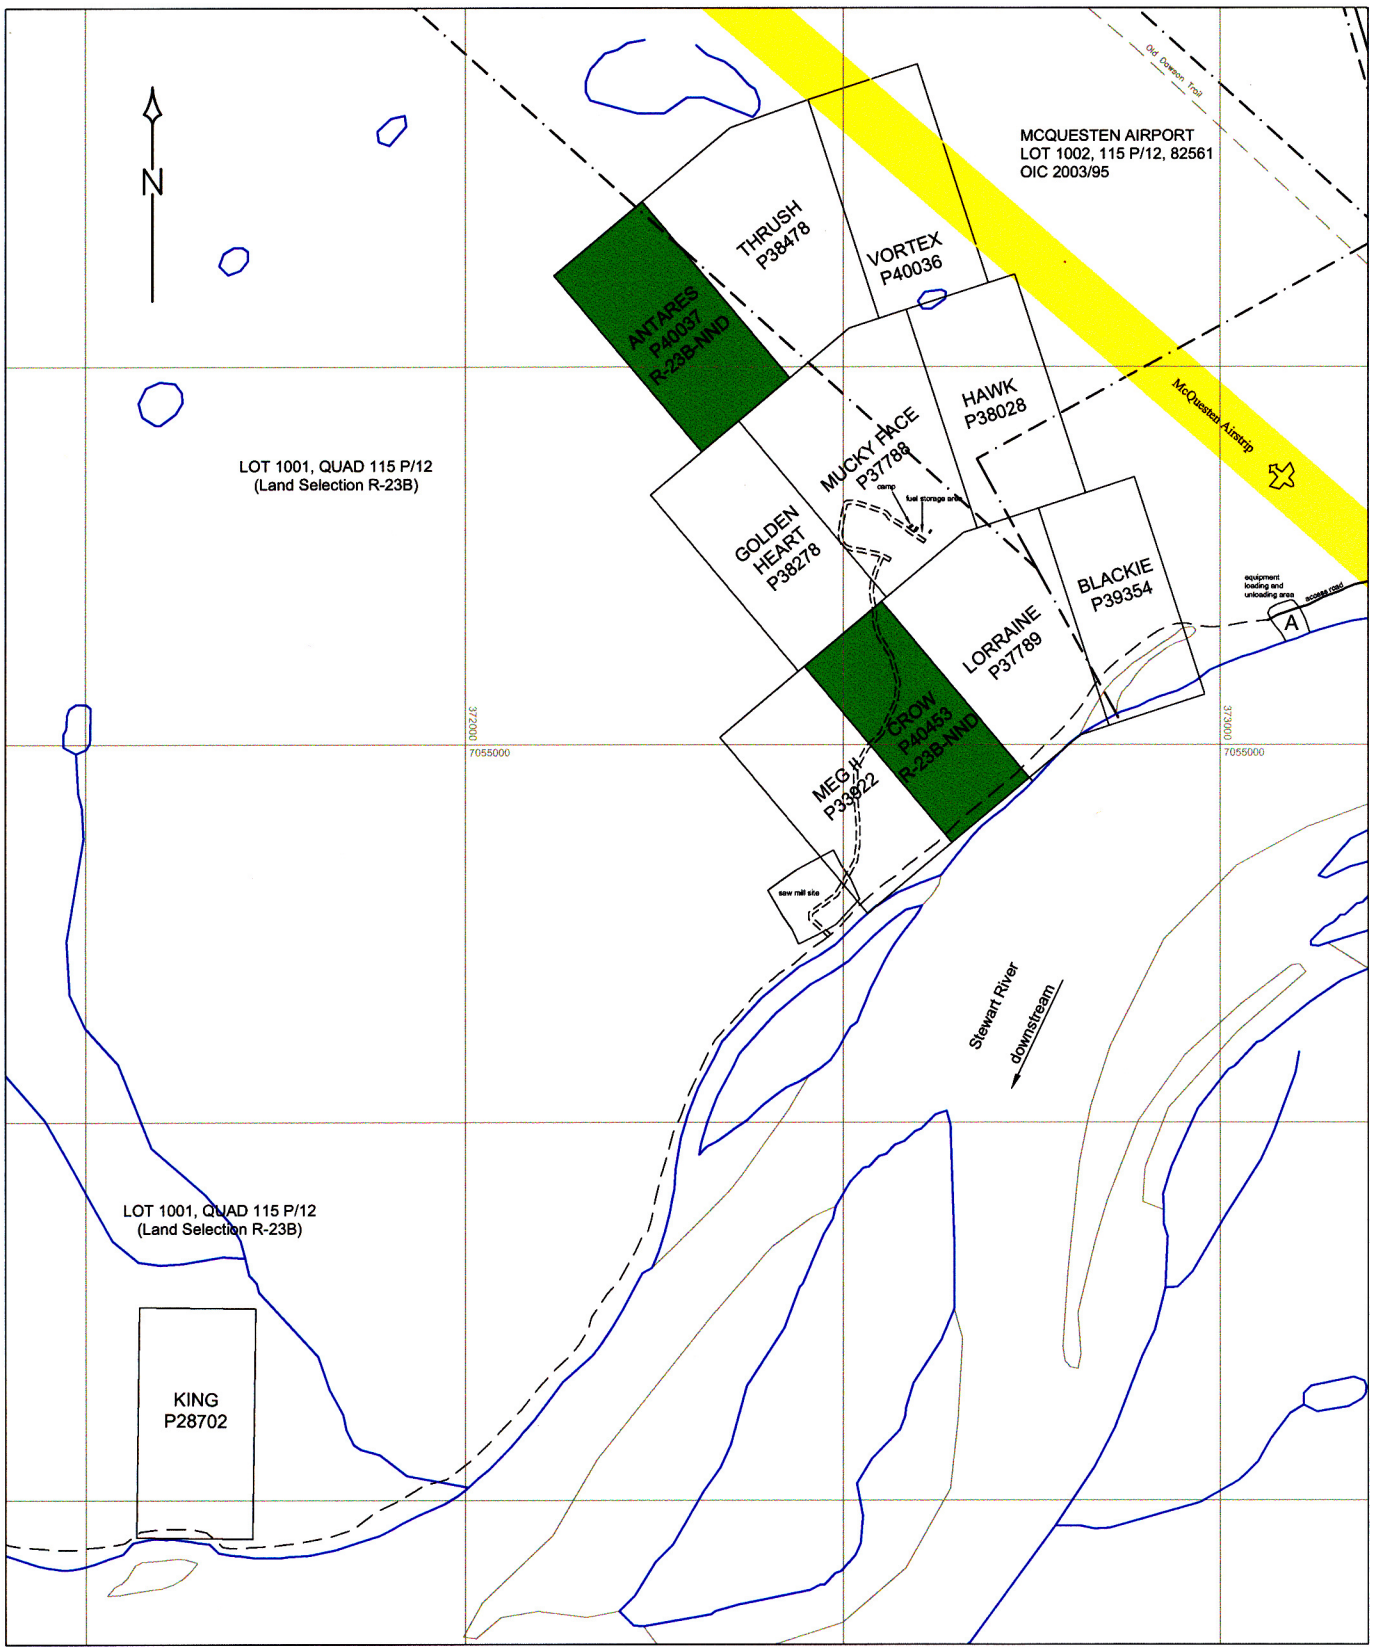 Old Dawson Trail
MCQUESTEN AIRPORT
LOT 1002, 115 P/12, 82561
OIC 2003/95
N
THRUSH
P38478
VORTEX
P40036
ANTARES
P40037
R-23B-NND
HAWK
P38028
McQuesten Airstrip
MUCKY FACE
P37788
LOT 1001, QUAD 115 P/12
(Land Selection R-23B)
camp
fuel storage area
GOLDEN
HEART
P38278
BLACKIE
P39354
equipment
loading and
unloading area
access road
A
LORRAINE
P37789
372000
7055000
373000
7055000
CROW
P40453
R-23B-NND
MEG II
P33922
saw mill site
Stewart River
downstream
LOT 1001, QUAD 115 P/12
(Land Selection R-23B)
KING
P28702